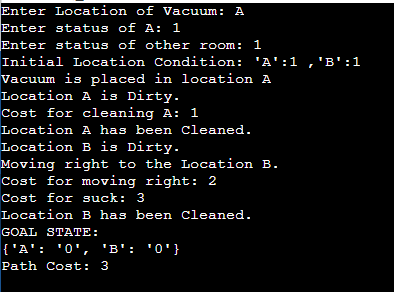 Enter Location of Vacuum: A
Enter status of A: 1
Enter status of other room: 1
Initial Location Condition: 'A':1 ,'B':1
Vacuum is placed in location A
Location A is Dirty.
Cost for cleaning A: 1
Location A has been Cleaned.
Location B is Dirty.
Moving right to the Location B.
Cost for moving right: 2
Cost for suck: 3
Location B has been Cleaned.
GOAL STATE:
{'A': '0', 'B': '0'}
Path Cost: 3